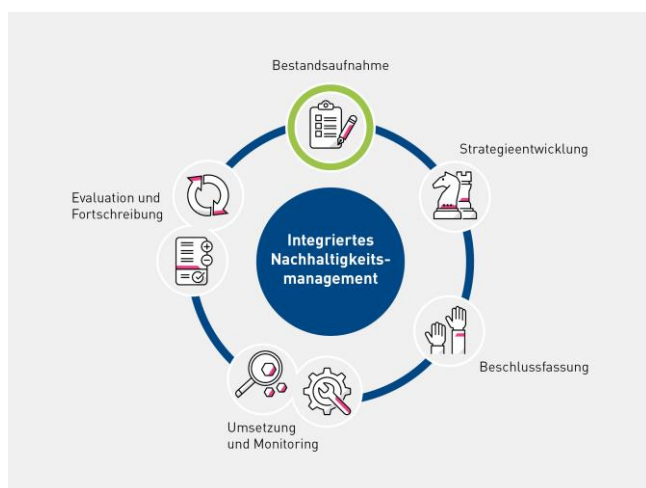 Bestandsaufnahme
Strategieentwicklung
Evaluation und
Fortschreibung
Integriertes
Nachhaltigkeits-
management
Beschlussfassung
Umsetzung
und Monitoring